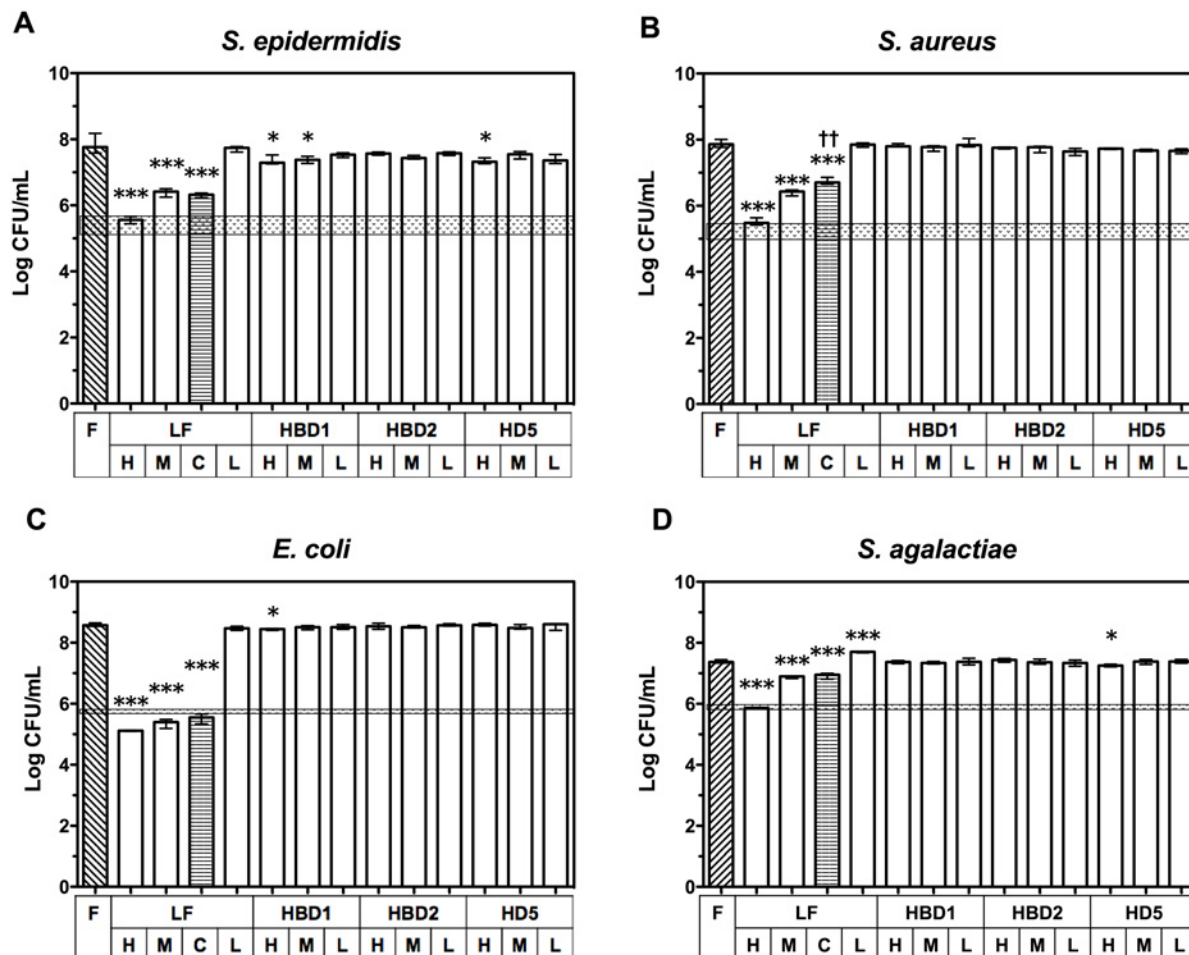 A
S. epidermidis
Log CFU/mL
10
8
6
4
2
0
* * *
*** ***
***
F LF HBD1 HBD2 HD5
H M C L H M L H M L H M L
B
S. aureus
Log CFU/mL
10
8
6
4
2
0
††
***
***
***
F LF HBD1 HBD2 HD5
H M C L H M L H M L H M L
C
E. coli
Log CFU/mL
10
8
6
4
2
0
*
***
***
***
F LF HBD1 HBD2 HD5
H M C L H M L H M L H M L
D
S. agalactiae
Log CFU/mL
10
8
6
4
2
0
*** *
***
***
***
F LF HBD1 HBD2 HD5
H M C L H M L H M L H M L